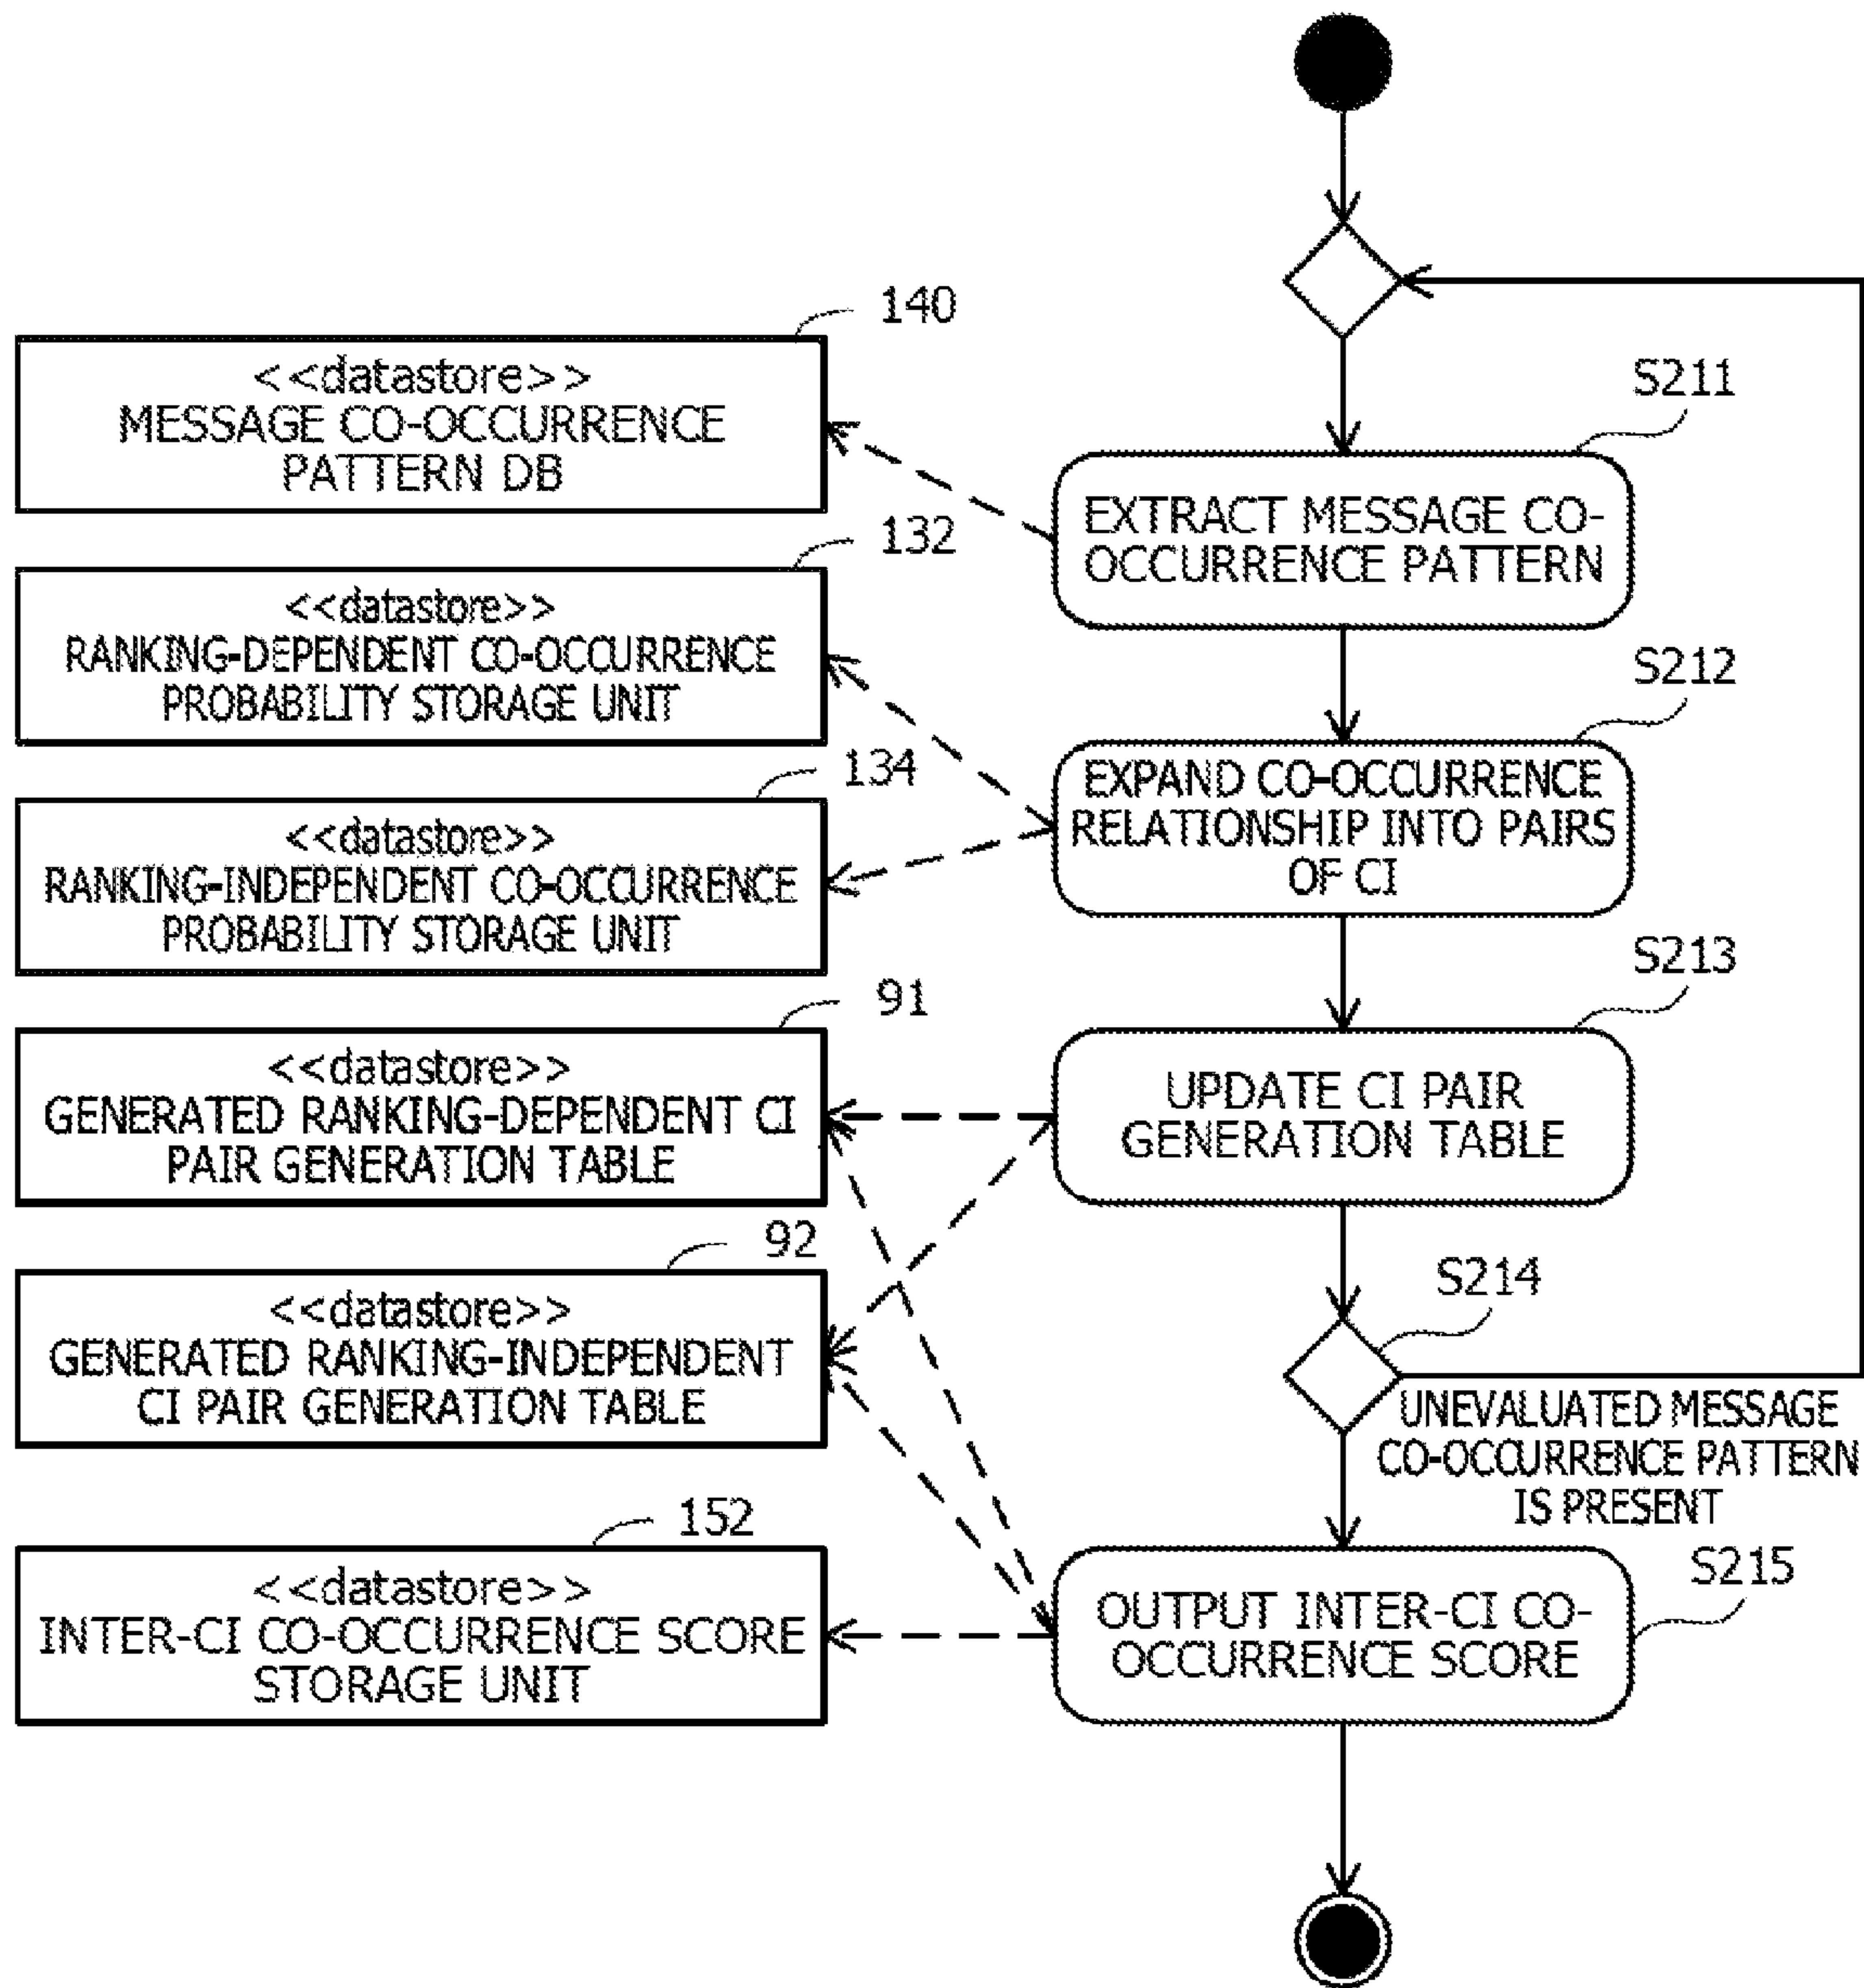 140
<<datastore>>
MESSAGE CO-OCCURRENCE
PATTERN DB
132
<<datastore>>
RANKING-DEPENDENT CO-OCCURRENCE
PROBABILITY STORAGE UNIT
134
<<datastore>>
RANKING-INDEPENDENT CO-OCCURRENCE
PROBABILITY STORAGE UNIT
91
<<datastore>>
GENERATED RANKING-DEPENDENT CI
PAIR GENERATION TABLE
92
<<datastore>>
GENERATED RANKING-INDEPENDENT
CI PAIR GENERATION TABLE
152
<<datastore>>
INTER-CI CO-OCCURRENCE SCORE
STORAGE UNIT
S211
EXTRACT MESSAGE CO-
OCCURRENCE PATTERN
S212
EXPAND CO-OCCURRENCE
RELATIONSHIP INTO PAIRS
OF CI
S213
UPDATE CI PAIR
GENERATION TABLE
S214
UNEVALUATED MESSAGE
CO-OCCURRENCE PATTERN
IS PRESENT
S215
OUTPUT INTER-CI CO-
OCCURRENCE SCORE